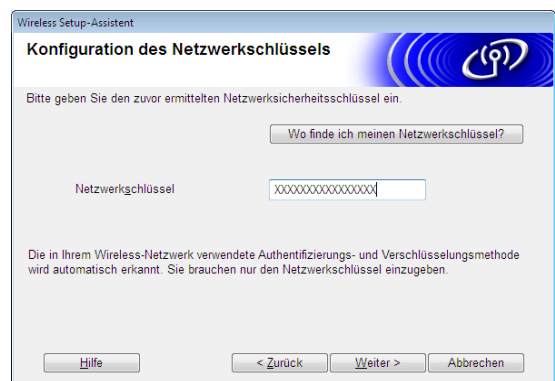 Wireless Setup-Assistent
Konfiguration des Netzwerkschlüssels
Bitte geben Sie den zuvor ermittelten Netzwerksicherheitsschlüssel ein.
Wo finde ich meinen Netzwerkschlüssel?
Netzwerkschlüssel XXXXXXXXXXXXXXXX
Die in Ihrem Wireless-Netzwerk verwendete Authentifizierungs- und Verschlüsselungsmethode
wird automatisch erkannt. Sie brauchen nur den Netzwerkschlüssel einzugeben.
Hilfe < Zurück Weiter > Abbrechen